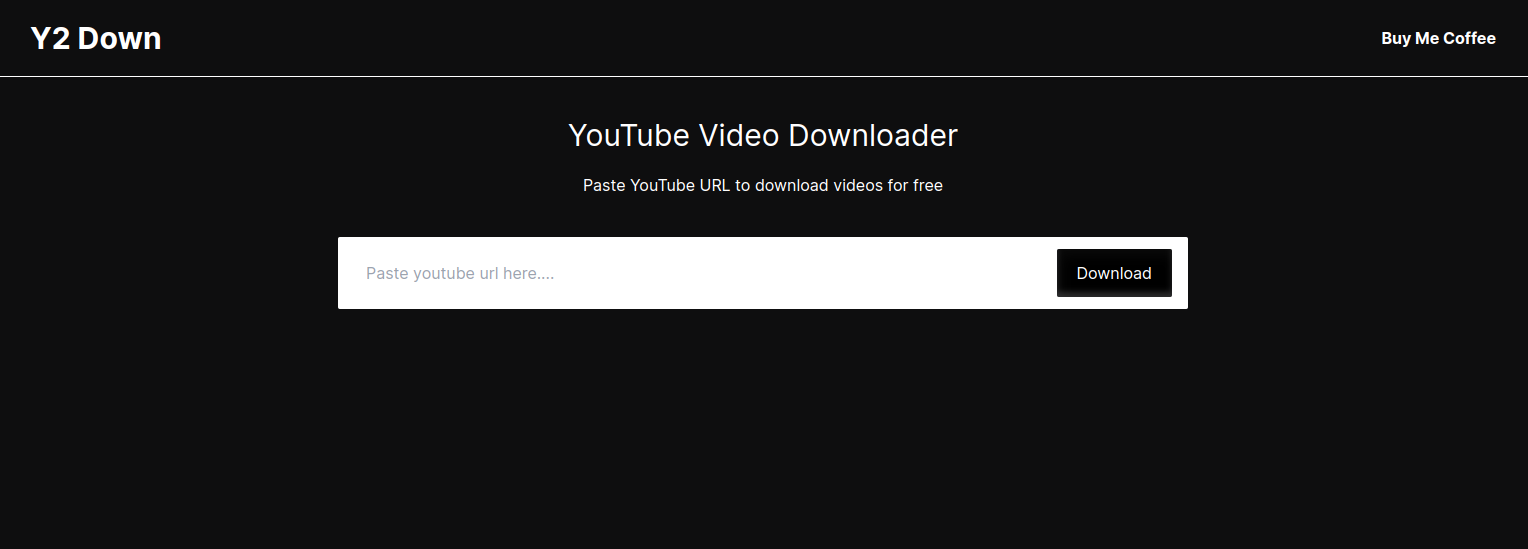 Y2 Down
Buy Me Coffee
YouTube Video Downloader
Paste YouTube URL to download videos for free
Paste youtube url here....
Download